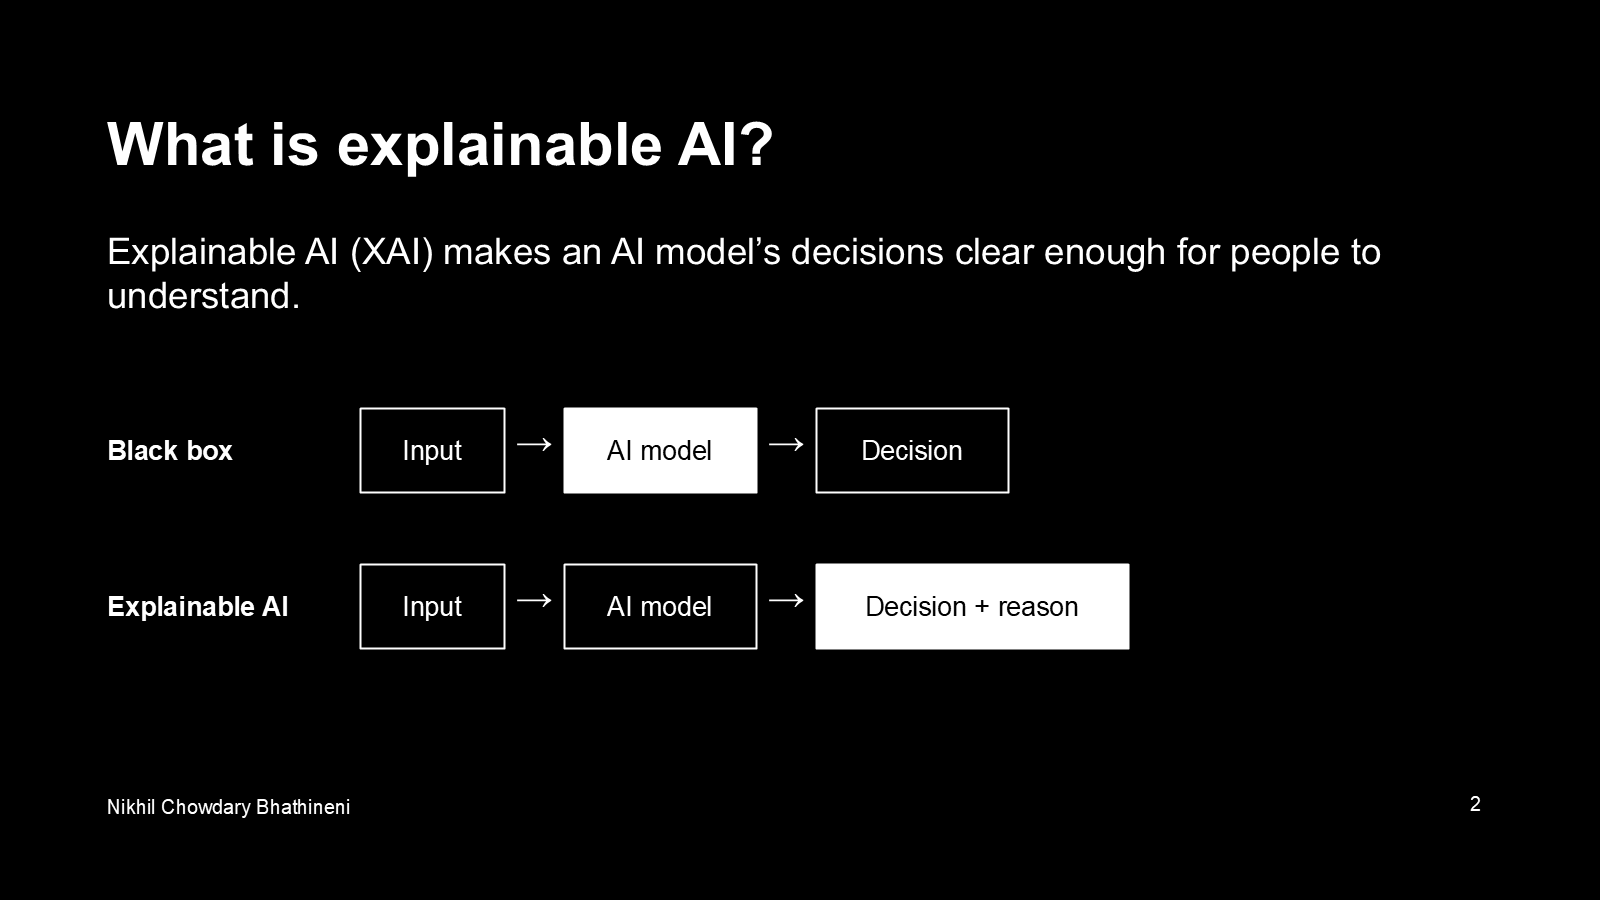 What is explainable AI?
Explainable AI (XAI) makes an AI model’s decisions clear enough for people to
understand.
Black box
Input → AI model → Decision
Explainable AI
Input → AI model → Decision + reason
Nikhil Chowdary Bhathineni
2